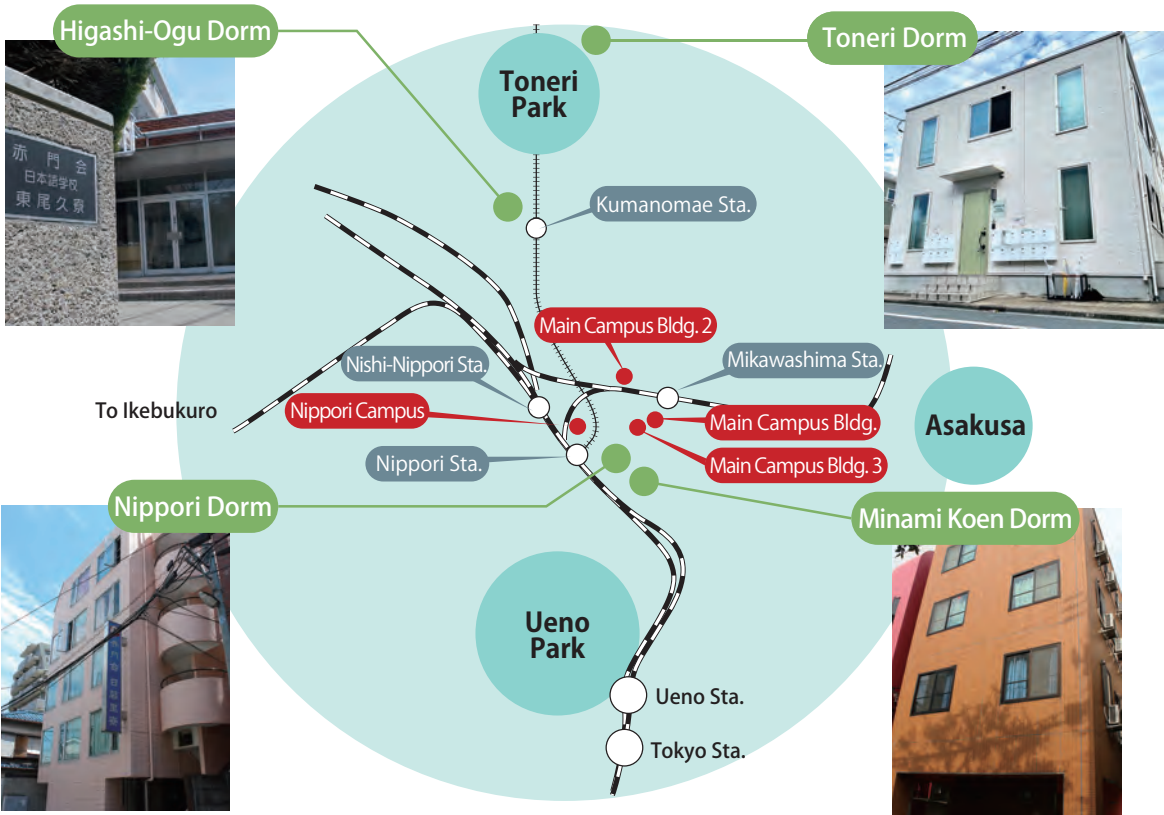 Higashi-Ogu Dorm
Toneri Dorm
Toneri
Park
赤門会
日本語学校
東尾久寮
Kumanomae Sta.
Main Campus Bldg. 2
Nishi-Nippori Sta.
Mikawashima Sta.
To Ikebukuro
Nippori Campus
Main Campus Bldg.
Asakusa
Nippori Sta.
Main Campus Bldg. 3
Nippori Dorm
Minami Koen Dorm
Ueno
Park
Ueno Sta.
Tokyo Sta.